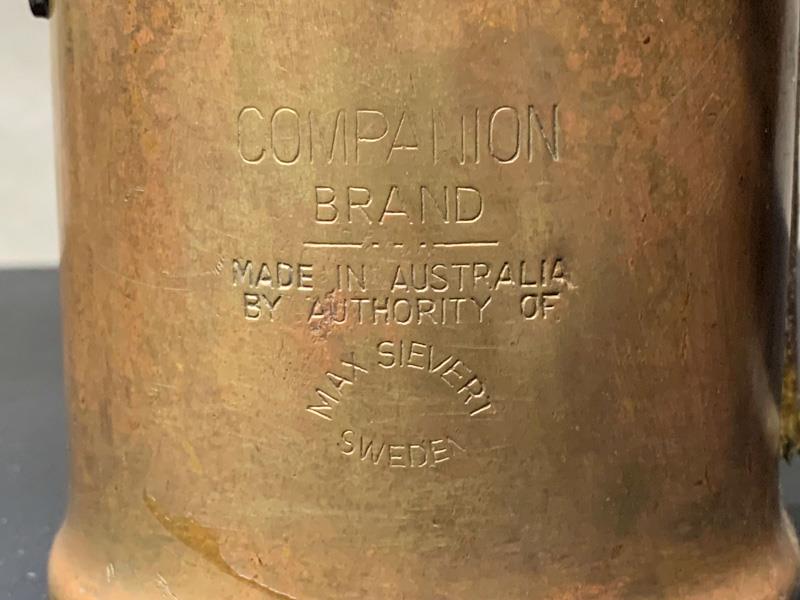 COMPANION
BRAND
MADE IN AUSTRALIA
BY AUTHORITY OF
MAX SIEVERT
SWEDEN